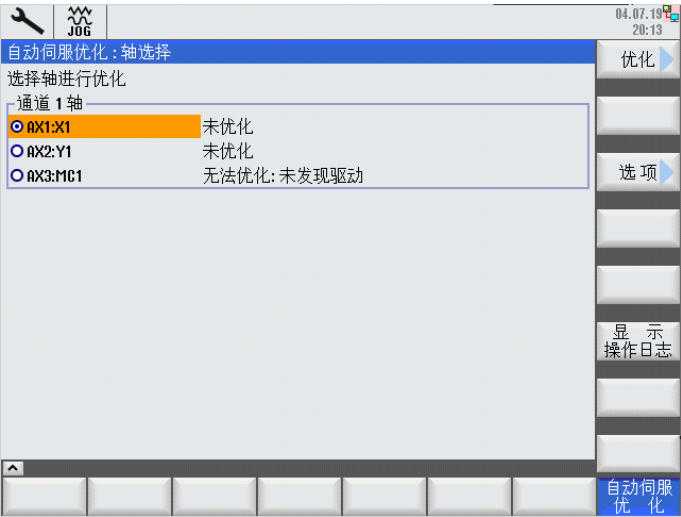 JOG
04.07.19
20:13
自动伺服优化：轴选择
选择轴进行优化
通道 1 轴
AX1:X1 未优化
AX2:Y1 未优化
AX3:MC1 无法优化: 未发现驱动
优化
选项
显 示
操作日志
自动伺服
优 化